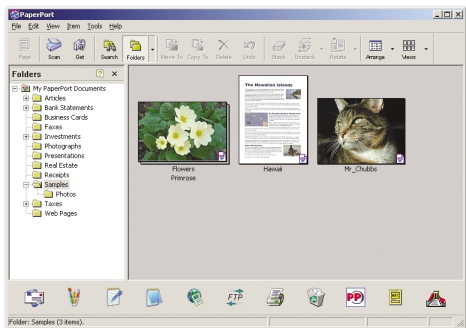 PaperPort
File Edit View Item Tools Help
Page Scan Get Search Folders Move To Copy To Delete Undo Stack Unstack Rotate Arrange Views
Folders
My PaperPort Documents
Articles
Bank Statements
Business Cards
Faxes
Investments
Photographs
Presentations
Real Estate
Receipts
Samples
Photos
Taxes
Web Pages
The Hawaiian Islands
Flowers
Primrose
Hawaii
Mr_Chubbs
FTP
PP
Folder: Samples (3 items).